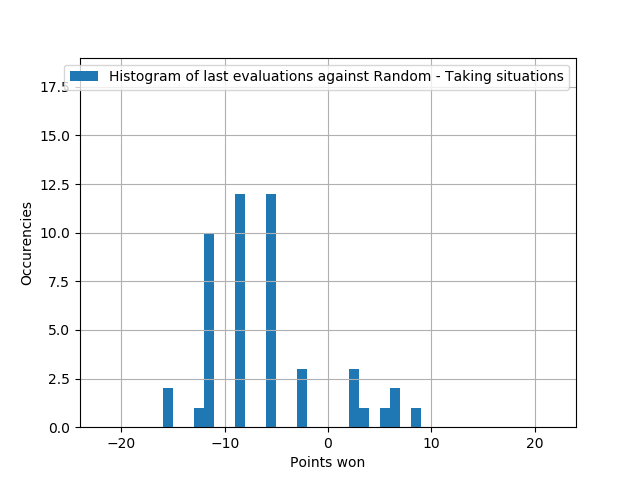 Histogram of last evaluations against Random - Taking situations
17.5
15.0
12.5
10.0
7.5
5.0
2.5
0.0
Occurencies
−20 −10 0 10 20
Points won